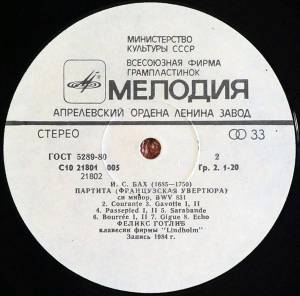 МИНИСТЕРСТВО
КУЛЬТУРЫ СССР
ВСЕСОЮЗНАЯ ФИРМА
ГРАМПЛАСТИНОК
МЕЛОДИЯ
АПРЕЛЕВСКИЙ ОРДЕНА ЛЕНИНА ЗАВОД
СТЕРЕО 33
ГОСТ 5289-80 2
С10 21801 005 Гр. 2. 1-20
21802
И. С. БАХ (1685—1750)
ПАРТИТА (ФРАНЦУЗСКАЯ УВЕРТЮРА)
си минор, BWV 831
2. Courante 3. Gavotte I, II
4. Passepied I, II 5. Sarabande
6. Bourrée I, II 7. Gigue 8. Echo
ФЕЛИКС ГОТЛИБ
клавесин фирмы "Lindholm"
Запись 1984 г.